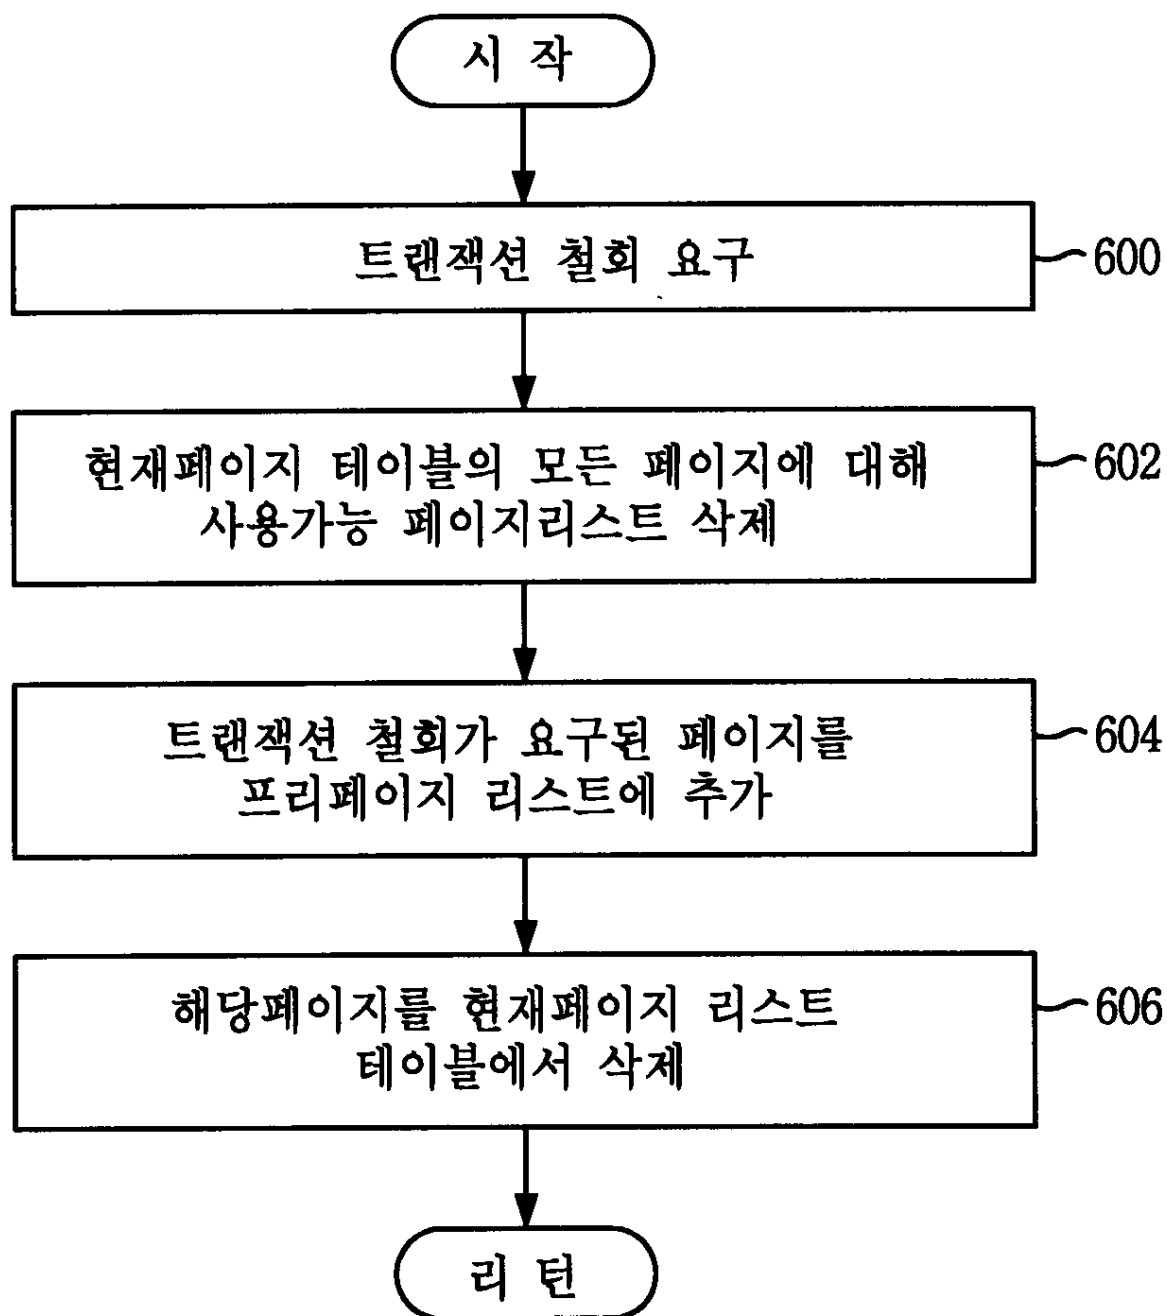 시 작
트랜잭션 철회 요구
600
현재페이지 테이블의 모든 페이지에 대해
사용가능 페이지리스트 삭제
602
트랜잭션 철회가 요구된 페이지를
프리페이지 리스트에 추가
604
해당페이지를 현재페이지 리스트
테이블에서 삭제
606
리 턴